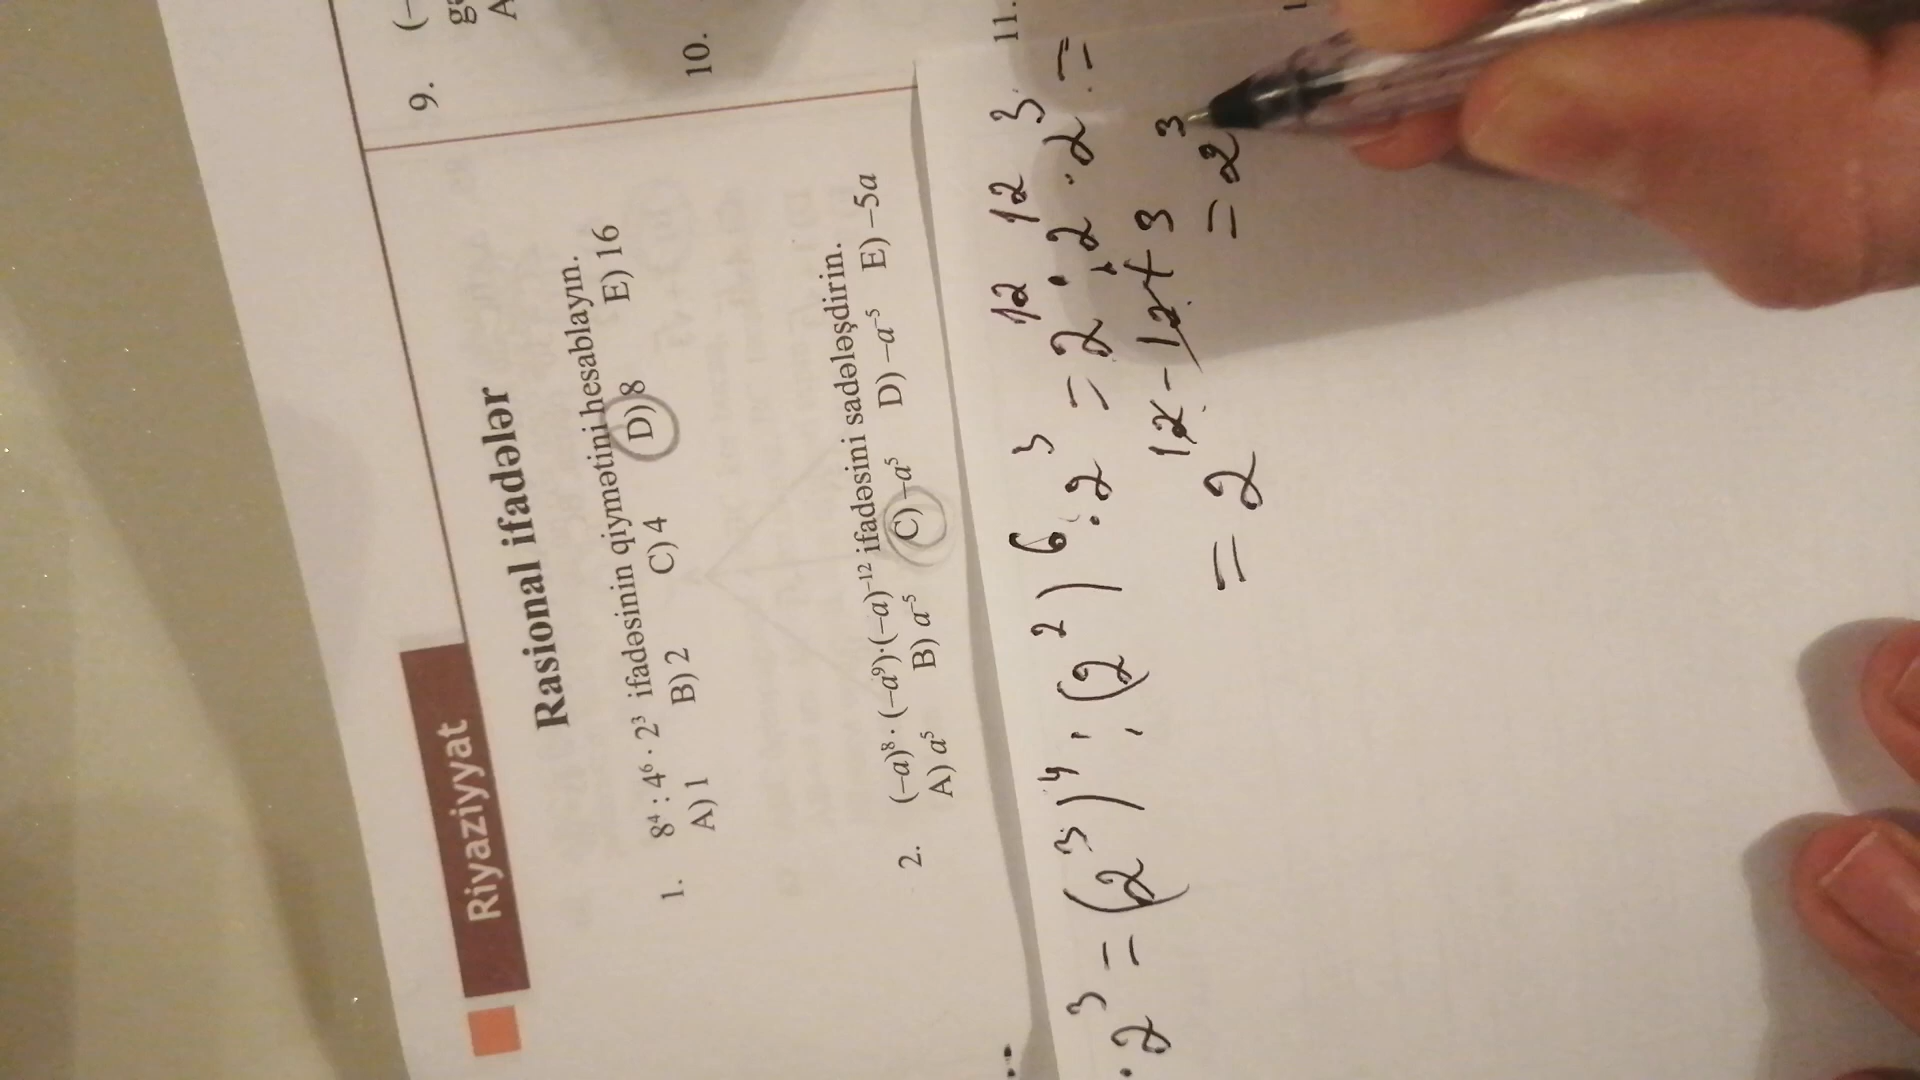 Riyaziyyat
Rasional ifadələr
1. 8⁴ : 4⁶ · 2³ ifadəsinin qiymətini hesablayın.
A) 1 B) 2 C) 4 D) 8 E) 16
2. (–a)⁸ · (–a⁹)·(–a)⁻¹² ifadəsini sadələşdirin.
A) a⁵ B) a⁻⁵ C) –a⁵ D) –a⁻⁵ E) –5a
9. (–
A
10.
11.
· 2³ = (2³)⁴ : (2²)⁶ · 2³ = 2¹² : 2¹² · 2³ =
= 2¹²⁻¹²⁺³ = 2³